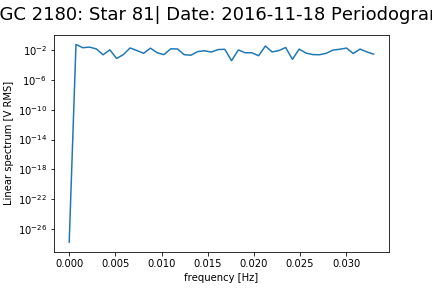 GC 2180: Star 81| Date: 2016-11-18 Periodogra
Linear spectrum [V RMS]
10^-2
10^-6
10^-10
10^-14
10^-18
10^-22
10^-26
0.000 0.005 0.010 0.015 0.020 0.025 0.030
frequency [Hz]